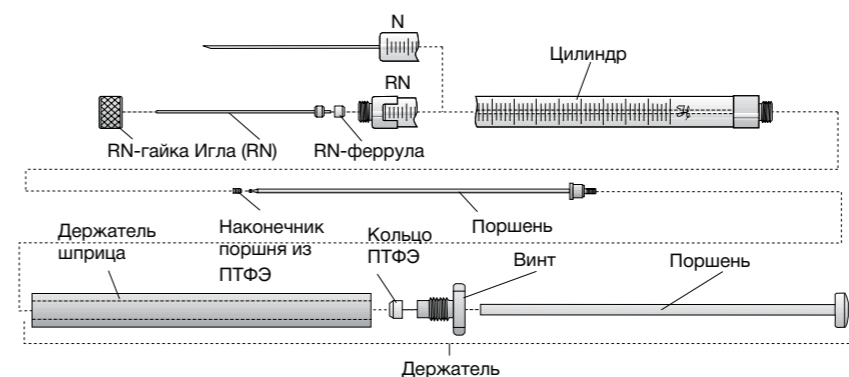 N
Цилиндр
RN
RN-гайка Игла (RN)
RN-феррула
Держатель
шприца
Наконечник
поршня из
ПТФЭ
Кольцо
ПТФЭ
Поршень
Винт
Поршень
Держатель